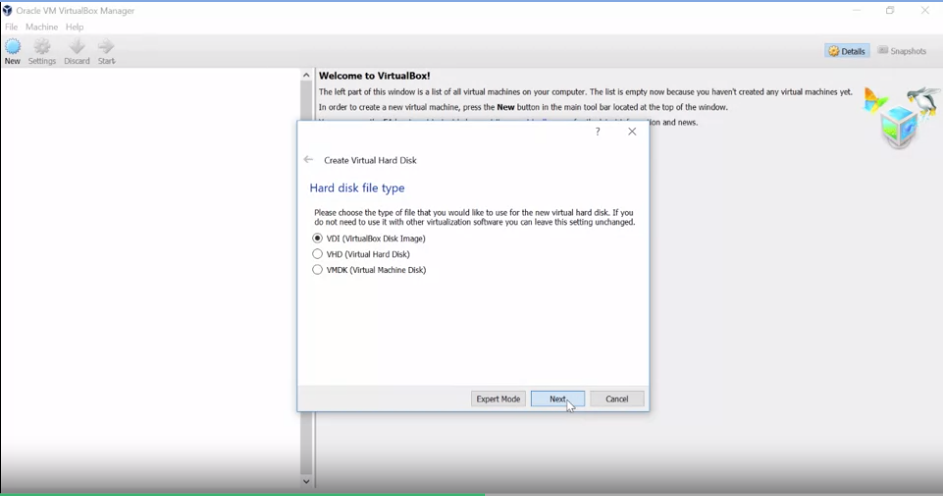 Oracle VM VirtualBox Manager
File Machine Help
New Settings Discard Start
Details Snapshots
Welcome to VirtualBox!
The left part of this window is a list of all virtual machines on your computer. The list is empty now because you haven't created any virtual machines yet.
In order to create a new virtual machine, press the New button in the main tool bar located at the top of the window.
on and news.
?
Create Virtual Hard Disk
Hard disk file type
Please choose the type of file that you would like to use for the new virtual hard disk. If you
do not need to use it with other virtualization software you can leave this setting unchanged.
VDI (VirtualBox Disk Image)
VHD (Virtual Hard Disk)
VMDK (Virtual Machine Disk)
Expert Mode Next Cancel